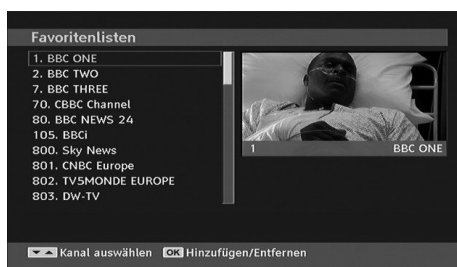 Favoritenlisten
1. BBC ONE
2. BBC TWO
7. BBC THREE
70. CBBC Channel
80. BBC NEWS 24
105. BBCi
800. Sky News
801. CNBC Europe
802. TV5MONDE EUROPE
803. DW-TV
1 BBC ONE
Kanal auswählen OK Hinzufügen/Entfernen